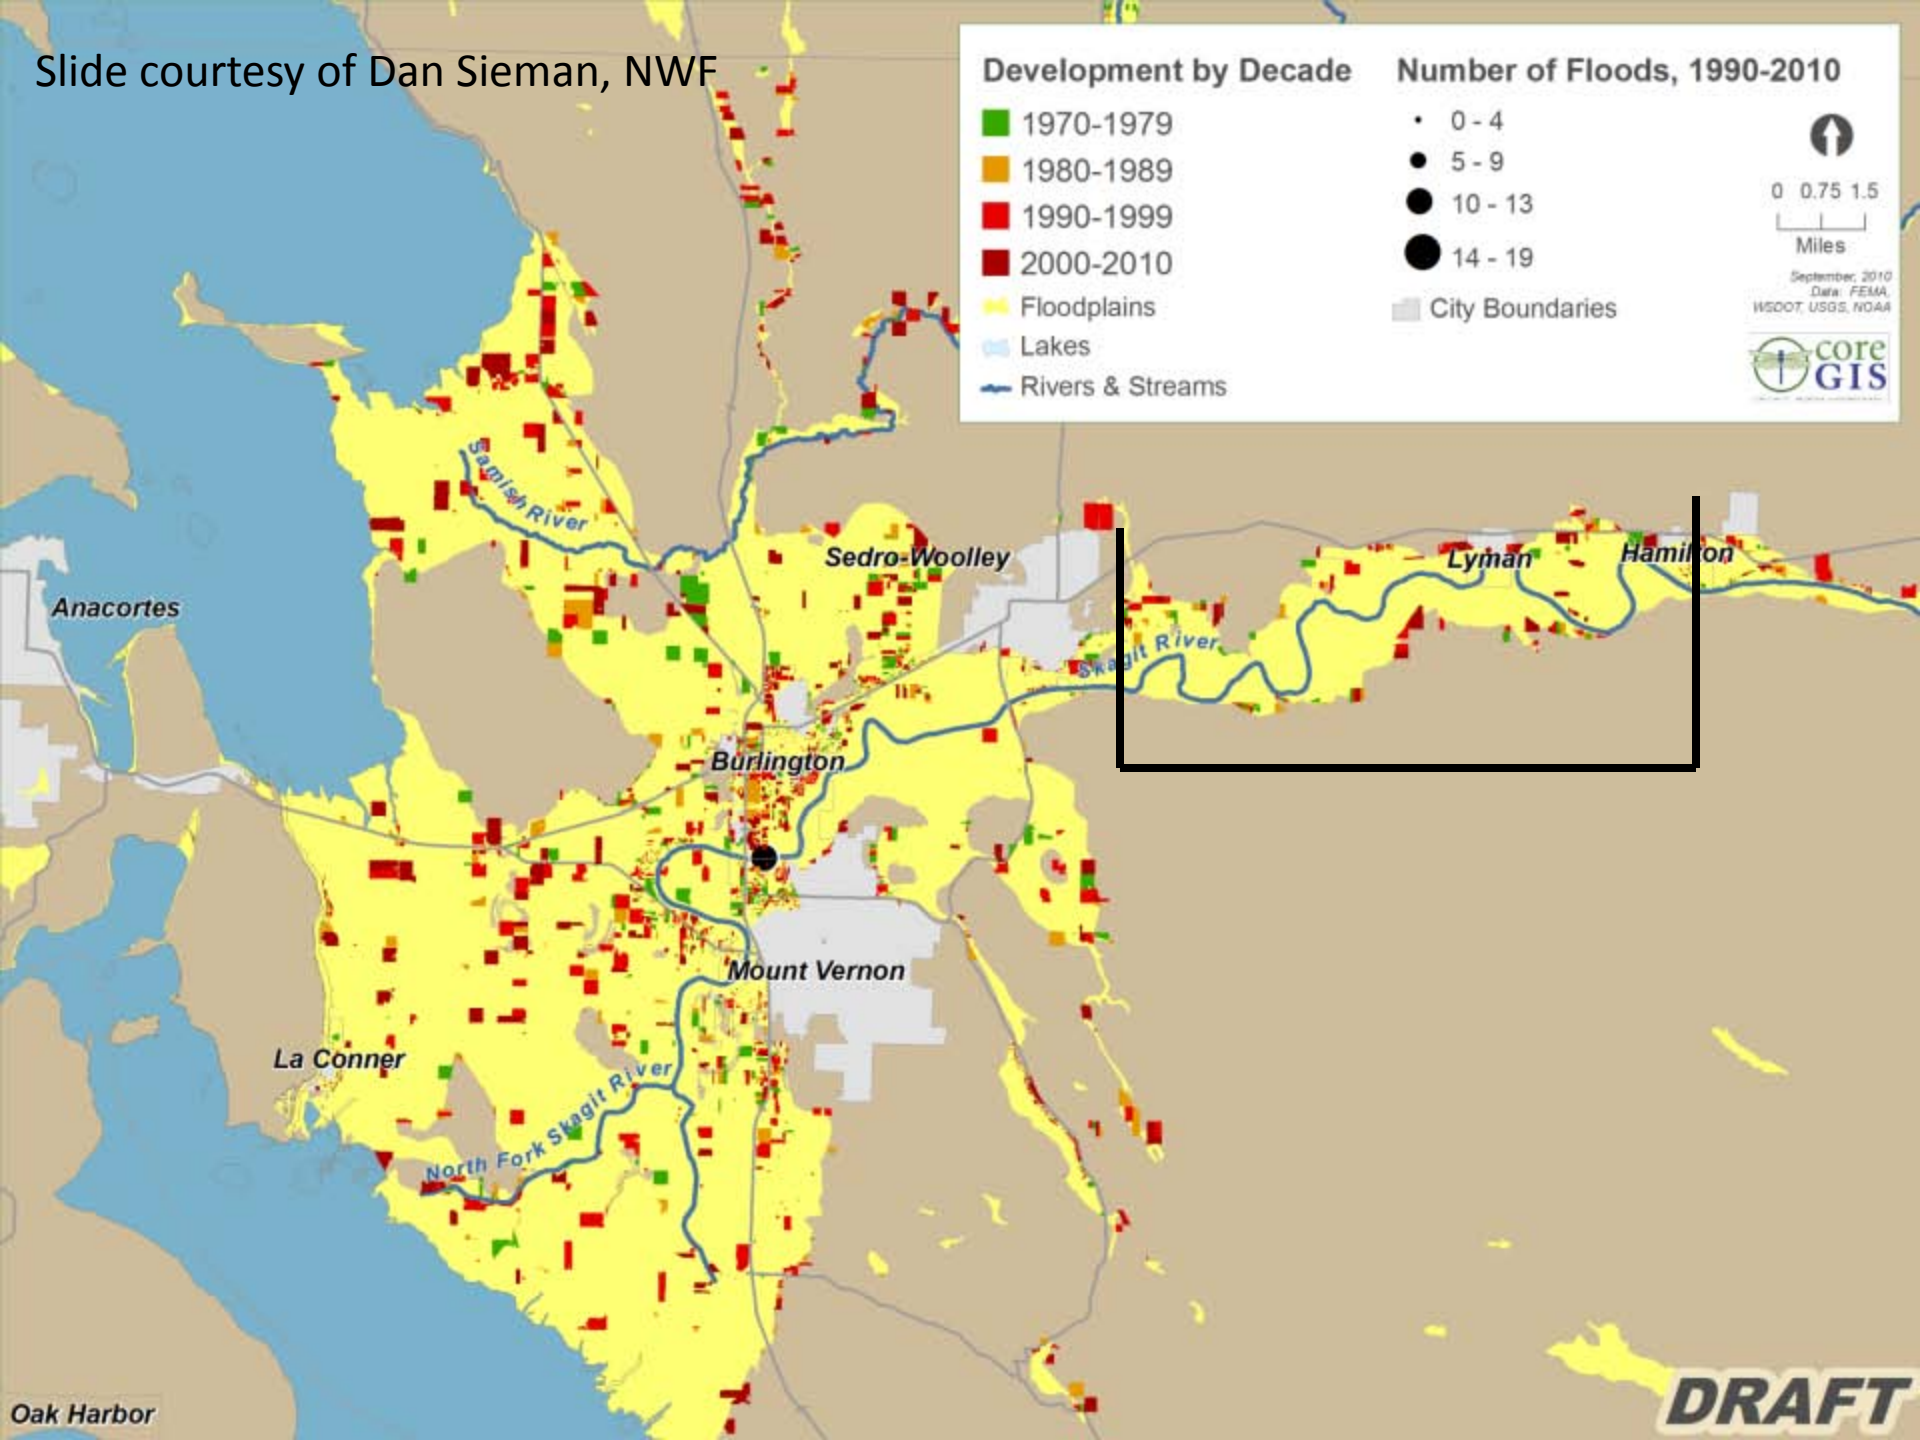 Slide courtesy of Dan Sieman, NWF
Development by Decade
1970-1979
1980-1989
1990-1999
2000-2010
Floodplains
Lakes
Rivers & Streams
Number of Floods, 1990-2010
0 - 4
5 - 9
10 - 13
14 - 19
City Boundaries
0 0.75 1.5
Miles
September, 2010
Data: FEMA,
WSDOT, USGS, NOAA
core
GIS
Samish River
Sedro-Woolley
Lyman
Hamilton
Anacortes
Skagit River
Burlington
Mount Vernon
La Conner
North Fork Skagit River
Oak Harbor
DRAFT